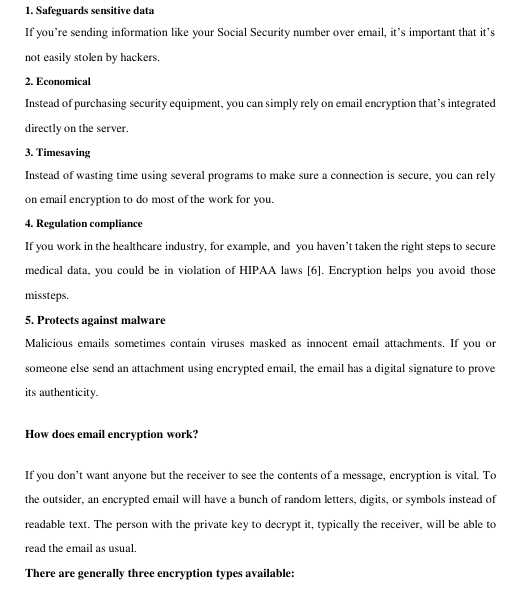 1. Safeguards sensitive data
If you’re sending information like your Social Security number over email, it’s important that it’s
not easily stolen by hackers.
2. Economical
Instead of purchasing security equipment, you can simply rely on email encryption that’s integrated
directly on the server.
3. Timesaving
Instead of wasting time using several programs to make sure a connection is secure, you can rely
on email encryption to do most of the work for you.
4. Regulation compliance
If you work in the healthcare industry, for example, and you haven’t taken the right steps to secure
medical data, you could be in violation of HIPAA laws [6]. Encryption helps you avoid those
missteps.
5. Protects against malware
Malicious emails sometimes contain viruses masked as innocent email attachments. If you or
someone else send an attachment using encrypted email, the email has a digital signature to prove
its authenticity.
How does email encryption work?
If you don’t want anyone but the receiver to see the contents of a message, encryption is vital. To
the outsider, an encrypted email will have a bunch of random letters, digits, or symbols instead of
readable text. The person with the private key to decrypt it, typically the receiver, will be able to
read the email as usual.
There are generally three encryption types available: